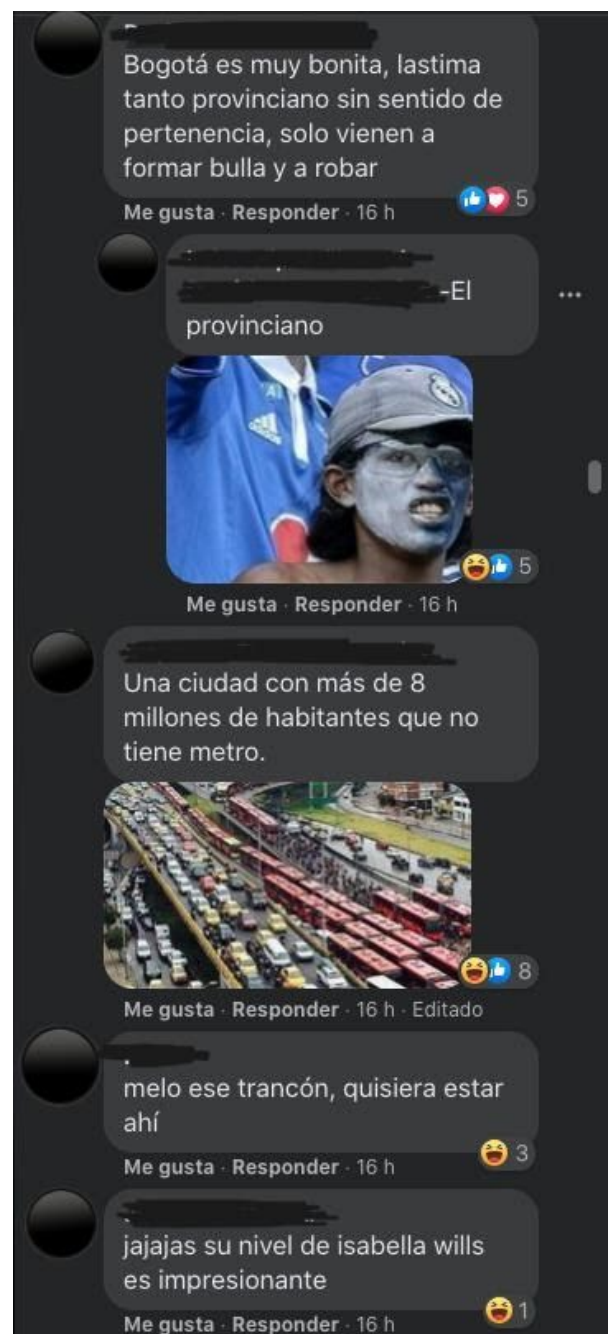 Bogotá es muy bonita, lastima
tanto provinciano sin sentido de
pertenencia, solo vienen a
formar bulla y a robar
5
Me gusta · Responder · 16 h
-El
provinciano
adidas
5
Me gusta · Responder · 16 h
Una ciudad con más de 8
millones de habitantes que no
tiene metro.
8
Me gusta · Responder · 16 h · Editado
melo ese trancón, quisiera estar
ahí
3
Me gusta · Responder · 16 h
jajajas su nivel de isabella wills
es impresionante
1
Me gusta · Responder · 16 h